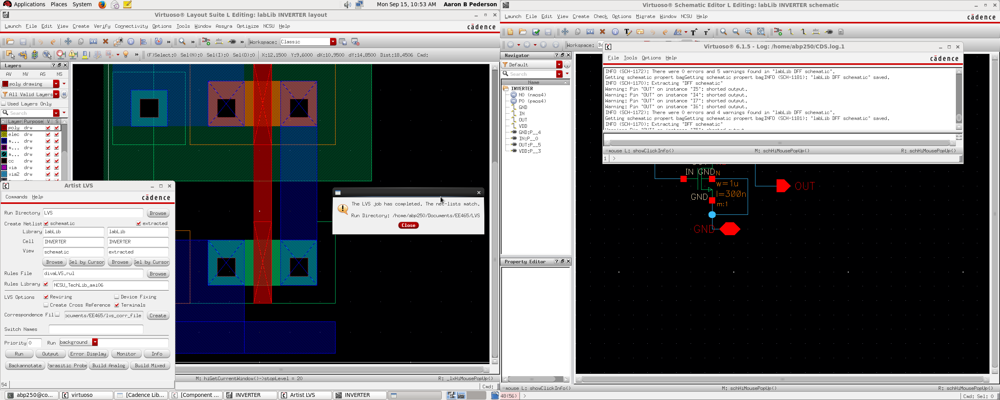 Applications Places System Mon Sep 15, 10:53 AM Aaron B Pederson
Virtuoso® Layout Suite L Editing: labLib INVERTER layout
Launch File Edit View Create Verify Connectivity Options Tools Window Assura Optimize NCSU Help
cādence
Workspace: Classic
(F)Select:0 Sel(N):0 Sel(I):0 Sel(O):0 X:12.1500 Y:9.6000 dX:10.9500 dY:14.8500 Dist:18.4506 Cmd:
Layers
AV NV AS NS
poly drawing
All Valid Layers
Used Layers Only
Search
Layer Purpose V S
poly drw
elec drw
m... drw
m... drw
m... drw
cc drw
via drw
via2 drw
Artist LVS
Commands Help
cādence
Run Directory LVS Browse
Create Netlist schematic extracted
Library labLib labLib
Cell INVERTER INVERTER
View schematic extracted
Browse Sel by Cursor Browse Sel by Cursor
Rules File divaLVS.rul Browse
Rules Library NCSU_TechLib_ami06
LVS Options Rewiring Device Fixing
Create Cross Reference Terminals
Correspondence Fil ocuments/EE465/lvs_corr_file Create
Switch Names
Priority 0 Run background
Run Output Error Display Monitor Info
Backannotate Parasitic Probe Build Analog Build Mixed
54
The LVS job has completed. The net-lists match.
Run Directory: /home/abp250/Documents/EE465/LVS
Close
M: hiGetCurrentWindow()->stopLevel = 20 R: _lxHiMousePopUp()
Cmd:
abp250@co... virtuoso [Cadence Lib... [Component ... INVERTER Artist LVS INVERTER
Virtuoso® Schematic Editor L Editing: labLib INVERTER schematic
Launch File Edit View Create Check Options Migrate Window NCSU Help
cādence
Workspace: Ba
Navigator
Default
Search
Name
INVERTER
N0 (nmos4)
P0 (pmos4)
GND
IN
OUT
VDD
GND:P__4
IN:P__0
OUT:P__5
VDD:P__3
Property Editor
Virtuoso® 6.1.5 - Log: /home/abp250/CDS.log.1
File Tools Options Help
cādence
INFO (SCH-1172): There were 0 errors and 5 warnings found in "labLib DFF schematic".
Getting schematic propert bagGetting schematic propert bagINFO (SCH-1181): "labLib DFF schematic" saved.
INFO (SCH-1170): Extracting "DFF schematic"
Warning: Pin "OUT" on instance "I5": shorted output.
Warning: Pin "OUT" on instance "I4": shorted output.
Warning: Pin "OUT" on instance "I7": shorted output.
Warning: Pin "OUT" on instance "I6": shorted output.
INFO (SCH-1172): There were 0 errors and 4 warnings found in "labLib DFF schematic".
Getting schematic propert bagGetting schematic propert bagINFO (SCH-1181): "labLib DFF schematic" saved.
INFO (SCH-1170): Extracting "DFF schematic"
Warning: Pin "OUT" on instance "I5": shorted output
mouse L: showClickInfo() M: schHiMousePopUp() R: schHiMousePopUp()
1 >
IN GND N
w=1u
GND l=300n
m:1
OUT
GND
mouse L: showClickInfo() M: schHiMousePopUp() R: schHiMousePopUp()
48(56) > Cmd: Sel: 0